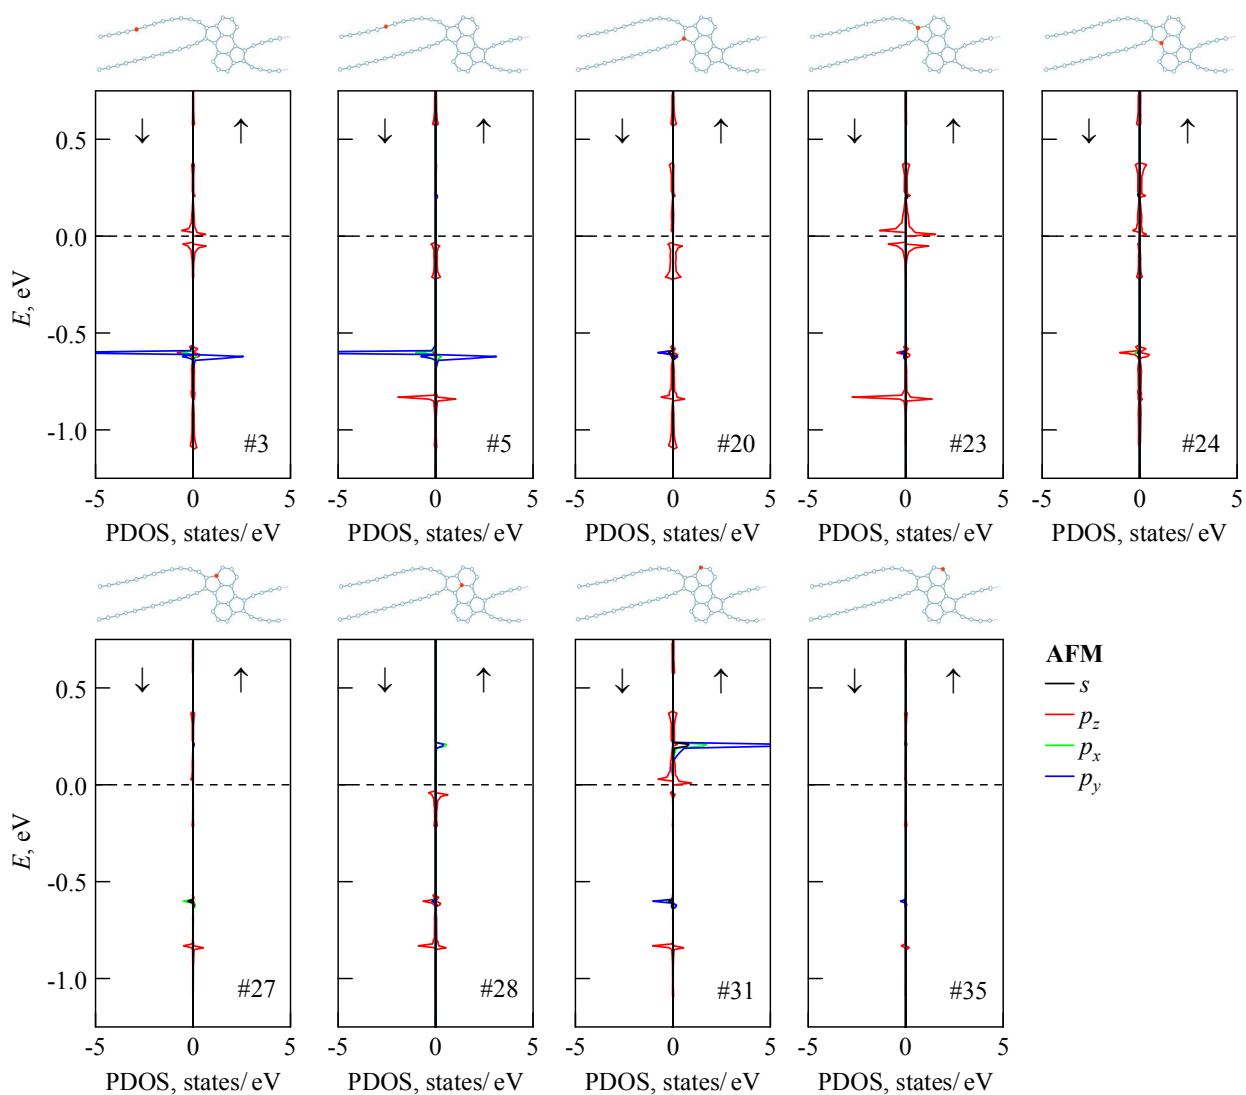 ↓ ↑ ↓ ↑ ↓ ↑ ↓ ↑ ↓ ↑
0.5
0.0
-0.5
-1.0
E, eV
#3 #5 #20 #23 #24
-5 0 5 -5 0 5 -5 0 5 -5 0 5 -5 0 5
PDOS, states/ eV PDOS, states/ eV PDOS, states/ eV PDOS, states/ eV PDOS, states/ eV
↓ ↑ ↓ ↑ ↓ ↑ ↓ ↑
0.5
0.0
-0.5
-1.0
E, eV
#27 #28 #31 #35
-5 0 5 -5 0 5 -5 0 5 -5 0 5
PDOS, states/ eV PDOS, states/ eV PDOS, states/ eV PDOS, states/ eV
AFM
s
p_z
p_x
p_y